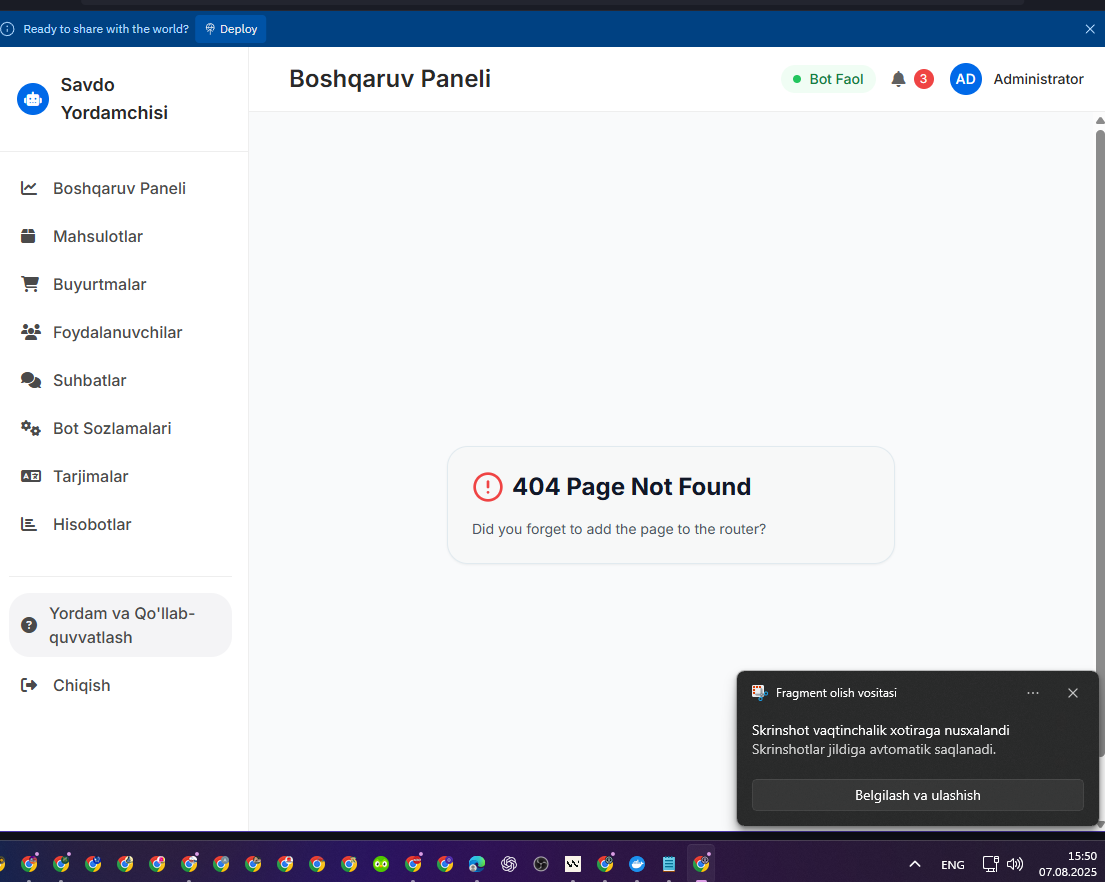 Ready to share with the world? Deploy
Savdo
Yordamchisi
Boshqaruv Paneli
Bot Faol
3
AD
Administrator
Boshqaruv Paneli
Mahsulotlar
Buyurtmalar
Foydalanuvchilar
Suhbatlar
Bot Sozlamalari
Tarjimalar
Hisobotlar
Yordam va Qo'llab-
quvvatlash
Chiqish
404 Page Not Found
Did you forget to add the page to the router?
Fragment olish vositasi
Skrinshot vaqtinchalik xotiraga nusxalandi
Skrinshotlar jildiga avtomatik saqlanadi.
Belgilash va ulashish
ENG
15:50
07.08.2025